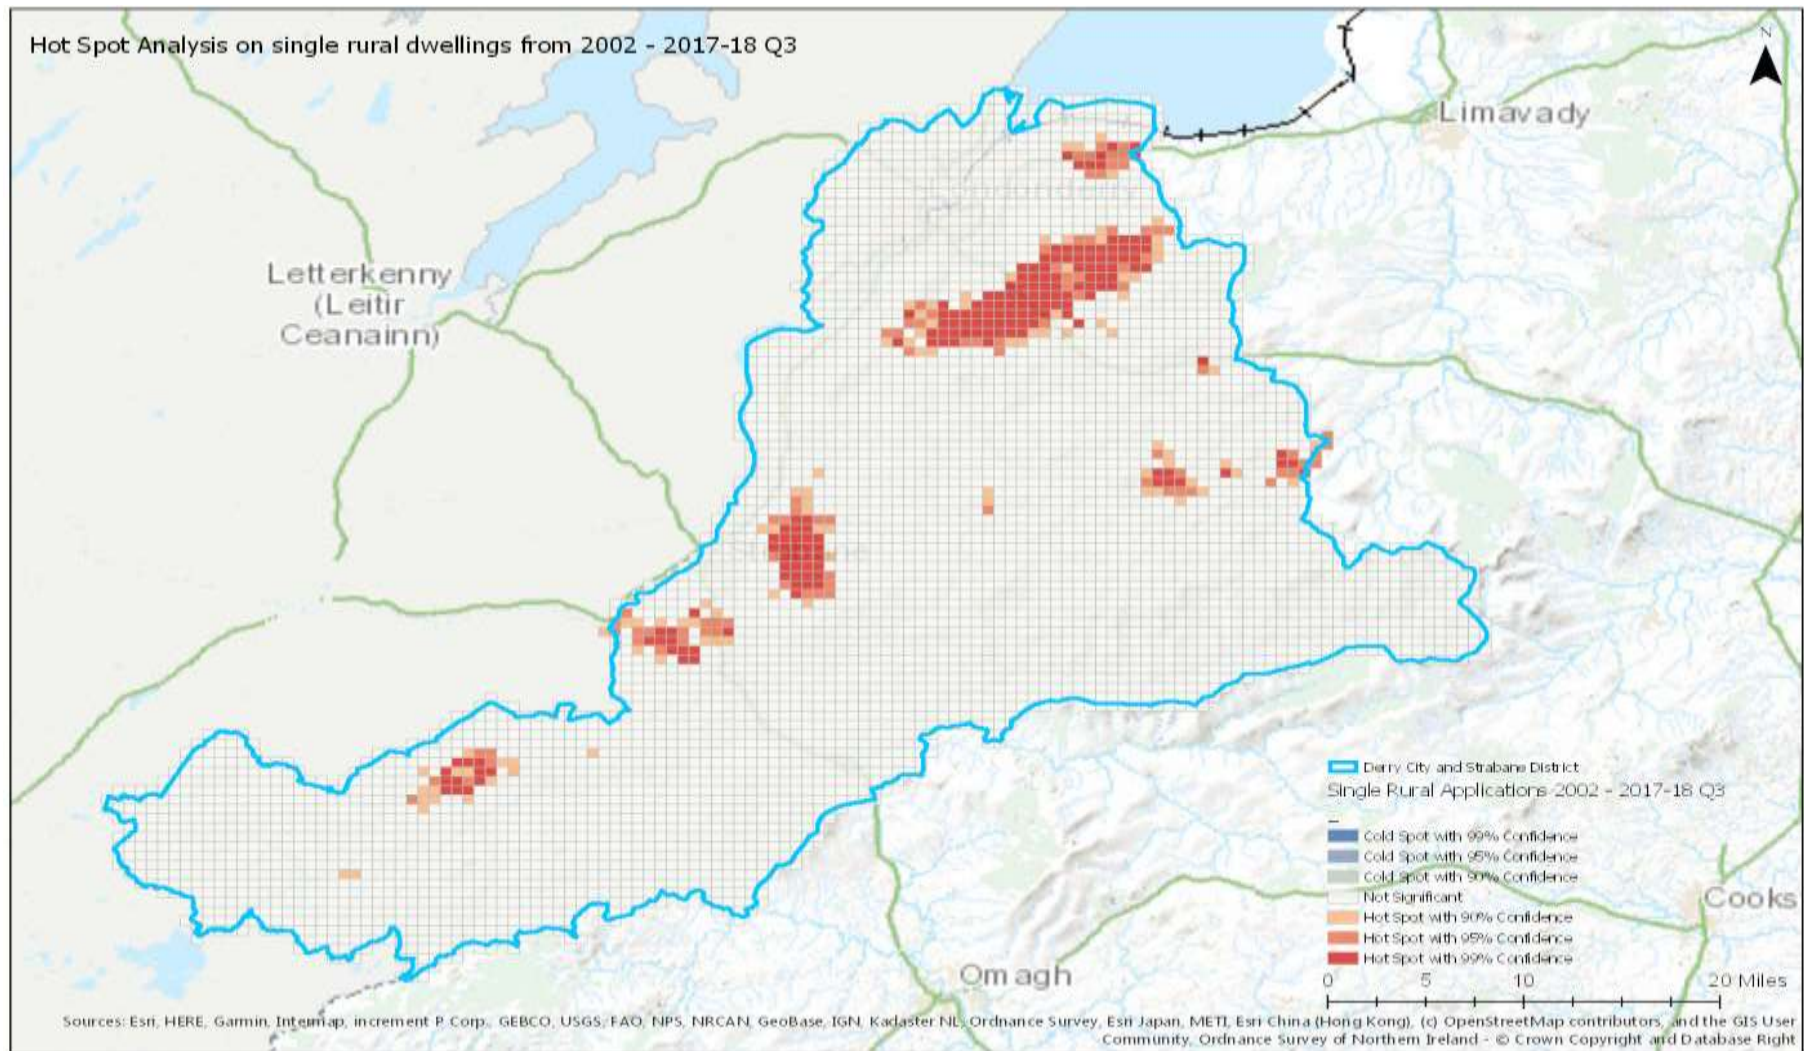 Hot Spot Analysis on single rural dwellings from 2002 - 2017-18 Q3
N
Limavady
Letterkenny
(Leitir
Ceanainn)
Derry City and Strabane District
Single Rural Applications 2002 - 2017-18 Q3
Cold Spot with 99% Confidence
Cold Spot with 95% Confidence
Cold Spot with 90% Confidence
Not Significant
Hot Spot with 90% Confidence
Hot Spot with 95% Confidence
Hot Spot with 99% Confidence
Cooks
Omagh
0 5 10 20 Miles
Sources: Esri, HERE, Garmin, Intermap, increment P Corp., GEBCO, USGS, FAO, NPS, NRCAN, GeoBase, IGN, Kadaster NL, Ordnance Survey, Esri Japan, METI, Esri China (Hong Kong), (c) OpenStreetMap contributors, and the GIS User
Community, Ordnance Survey of Northern Ireland - © Crown Copyright and Database Right